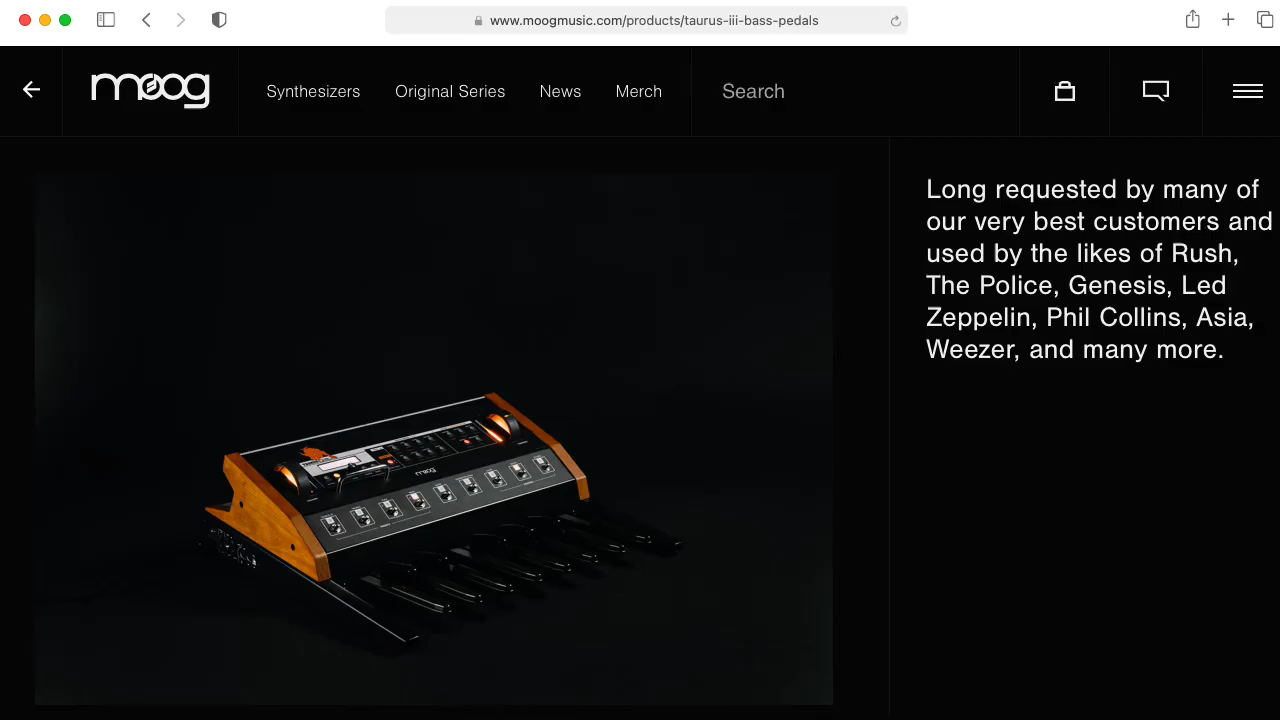 www.moogmusic.com/products/taurus-iii-bass-pedals
moog
Synthesizers
Original Series
News
Merch
Search
Long requested by many of
our very best customers and
used by the likes of Rush,
The Police, Genesis, Led
Zeppelin, Phil Collins, Asia,
Weezer, and many more.
moog